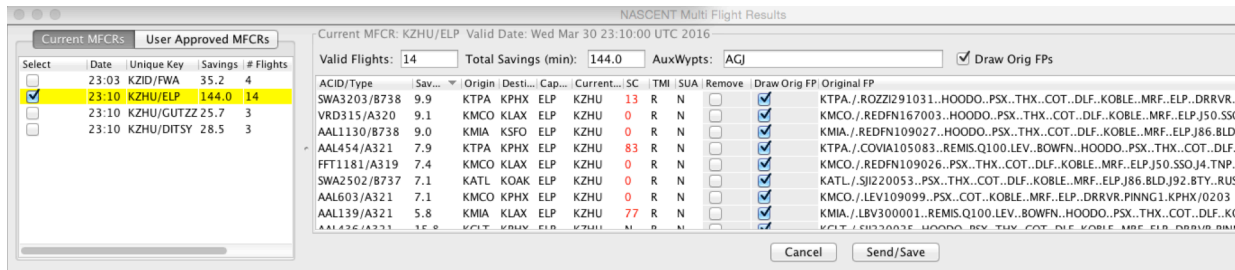 NASCENT Multi Flight Results
Current MFCRs User Approved MFCRs
Select Date Unique Key Savings # Flights
23:03 KZID/FWA 35.2 4
23:10 KZHU/ELP 144.0 14
23:10 KZHU/GUTZZ 25.7 3
23:10 KZHU/DITSY 28.5 3
Current MFCR: KZHU/ELP Valid Date: Wed Mar 30 23:10:00 UTC 2016
Valid Flights: 14 Total Savings (min): 144.0 AuxWypts: AGJ Draw Orig FPs
ACID/Type Sav... Origin Desti... Cap... Current... SC TMI SUA Remove Draw Orig FP Original FP
SWA3203/B738 9.9 KTPA KPHX ELP KZHU 13 R N KTPA./.ROZZI291031..HOODO..PSX..THX..COT..DLF..KOBLE..MRF..ELP..DRRVR.
VRD315/A320 9.1 KMCO KLAX ELP KZHU 0 R N KMCO./.REDFN167003..HOODO..PSX..THX..COT..DLF..KOBLE..MRF..ELP.J50.SSO
AAL1130/B738 9.0 KMIA KSFO ELP KZHU 0 R N KMIA./.REDFN109027..HOODO..PSX..THX..COT..DLF..KOBLE..MRF..ELP.J86.BLD
AAL454/A321 7.9 KTPA KPHX ELP KZHU 83 R N KTPA./.COVIA105083..REMIS.Q100.LEV..BOWFN..HOODO..PSX..THX..COT..DLF..
FFT1181/A319 7.4 KMCO KLAS ELP KZHU 0 R N KMCO./.REDFN109026..PSX..THX..COT..DLF..KOBLE..MRF..ELP.J50.SSO.J4.TNP.
SWA2502/B737 7.1 KATL KOAK ELP KZHU 0 R N KATL./.SJI220053..PSX..THX..COT..DLF..KOBLE..MRF..ELP.J86.BLD.J92.BTY..RUS
AAL603/A321 7.1 KMCO KPHX ELP KZHU 0 R N KMCO./.LEV109099..PSX..COT..KOBLE..MRF..ELP..DRRVR.PINNG1.KPHX/0203
AAL139/A321 5.8 KMIA KLAX ELP KZHU 77 R N KMIA./.LBV300001..REMIS.Q100.LEV..BOWFN..HOODO..PSX..THX..COT..DLF..KO
Cancel Send/Save